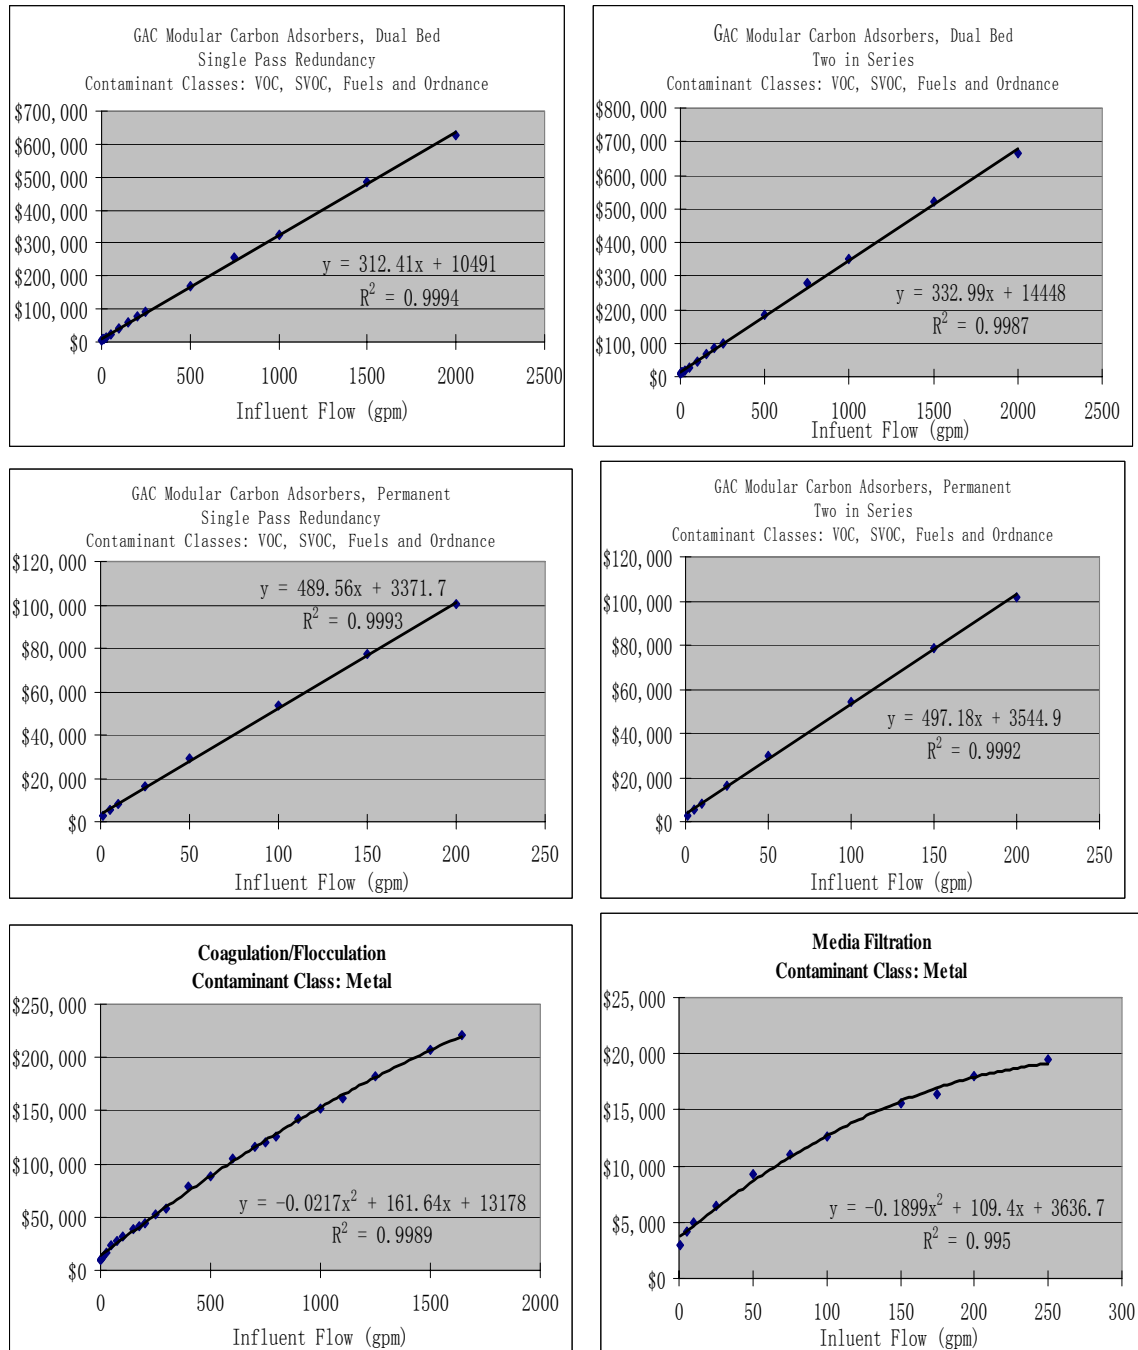 GAC Modular Carbon Adsorbers, Dual Bed
Single Pass Redundancy
Contaminant Classes: VOC, SVOC, Fuels and Ordnance
$700,000
$600,000
$500,000
$400,000
$300,000
$200,000
$100,000
$0
y = 312.41x + 10491
R² = 0.9994
0 500 1000 1500 2000 2500
Influent Flow (gpm)
GAC Modular Carbon Adsorbers, Dual Bed
Two in Series
Contaminant Classes: VOC, SVOC, Fuels and Ordnance
$800,000
$700,000
$600,000
$500,000
$400,000
$300,000
$200,000
$100,000
$0
y = 332.99x + 14448
R² = 0.9987
0 500 1000 1500 2000 2500
Infuent Flow (gpm)
GAC Modular Carbon Adsorbers, Permanent
Single Pass Redundancy
Contaminant Classes: VOC, SVOC, Fuels and Ordnance
$120,000
$100,000
$80,000
$60,000
$40,000
$20,000
$0
y = 489.56x + 3371.7
R² = 0.9993
0 50 100 150 200 250
Influent Flow (gpm)
GAC Modular Carbon Adsorbers, Permanent
Two in Series
Contaminant Classes: VOC, SVOC, Fuels and Ordnance
$120,000
$100,000
$80,000
$60,000
$40,000
$20,000
$0
y = 497.18x + 3544.9
R² = 0.9992
0 50 100 150 200 250
Influent Flow (gpm)
Coagulation/Flocculation
Contaminant Class: Metal
$250,000
$200,000
$150,000
$100,000
$50,000
$0
y = -0.0217x² + 161.64x + 13178
R² = 0.9989
0 500 1000 1500 2000
Influent Flow (gpm)
Media Filtration
Contaminant Class: Metal
$25,000
$20,000
$15,000
$10,000
$5,000
$0
y = -0.1899x² + 109.4x + 3636.7
R² = 0.995
0 50 100 150 200 250 300
Inluent Flow (gpm)